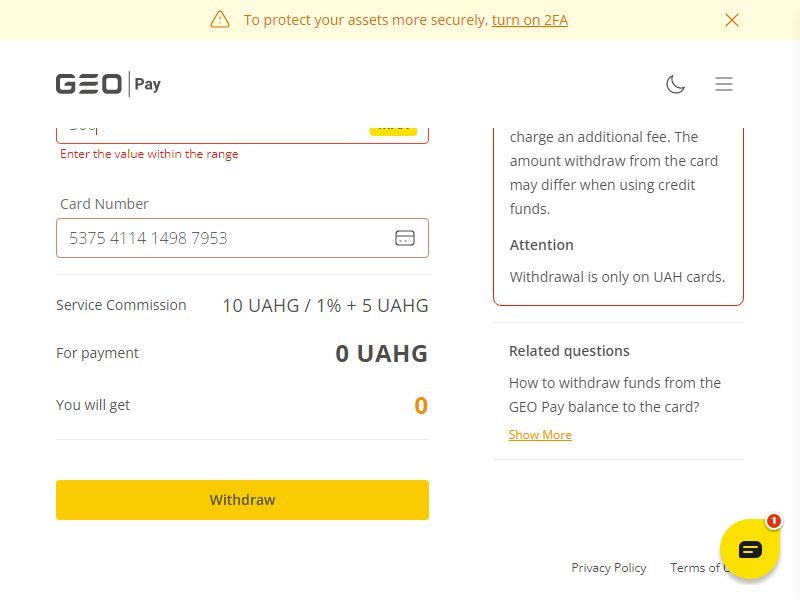 To protect your assets more securely, turn on 2FA
GEO Pay
Enter the value within the range
Card Number
5375 4114 1498 7953
Service Commission 10 UAHG / 1% + 5 UAHG
For payment 0 UAHG
You will get 0
Withdraw
charge an additional fee. The
amount withdraw from the card
may differ when using credit
funds.
Attention
Withdrawal is only on UAH cards.
Related questions
How to withdraw funds from the
GEO Pay balance to the card?
Show More
1
Privacy Policy Terms of